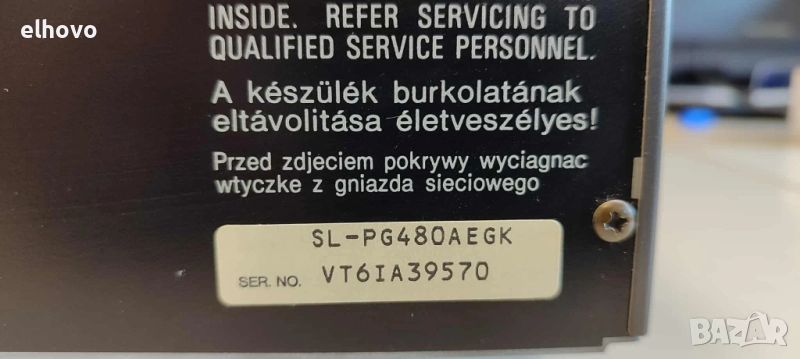 elhovo
INSIDE. REFER SERVICING TO
QUALIFIED SERVICE PERSONNEL.
A készülék burkolatának
eltávolitása életveszélyes!
Przed zdjeciem pokrywy wyciagnac
wtyczke z gniazda sieciowego
SL-PG480AEGK
SER. NO. VT6IA39570
BAZAR